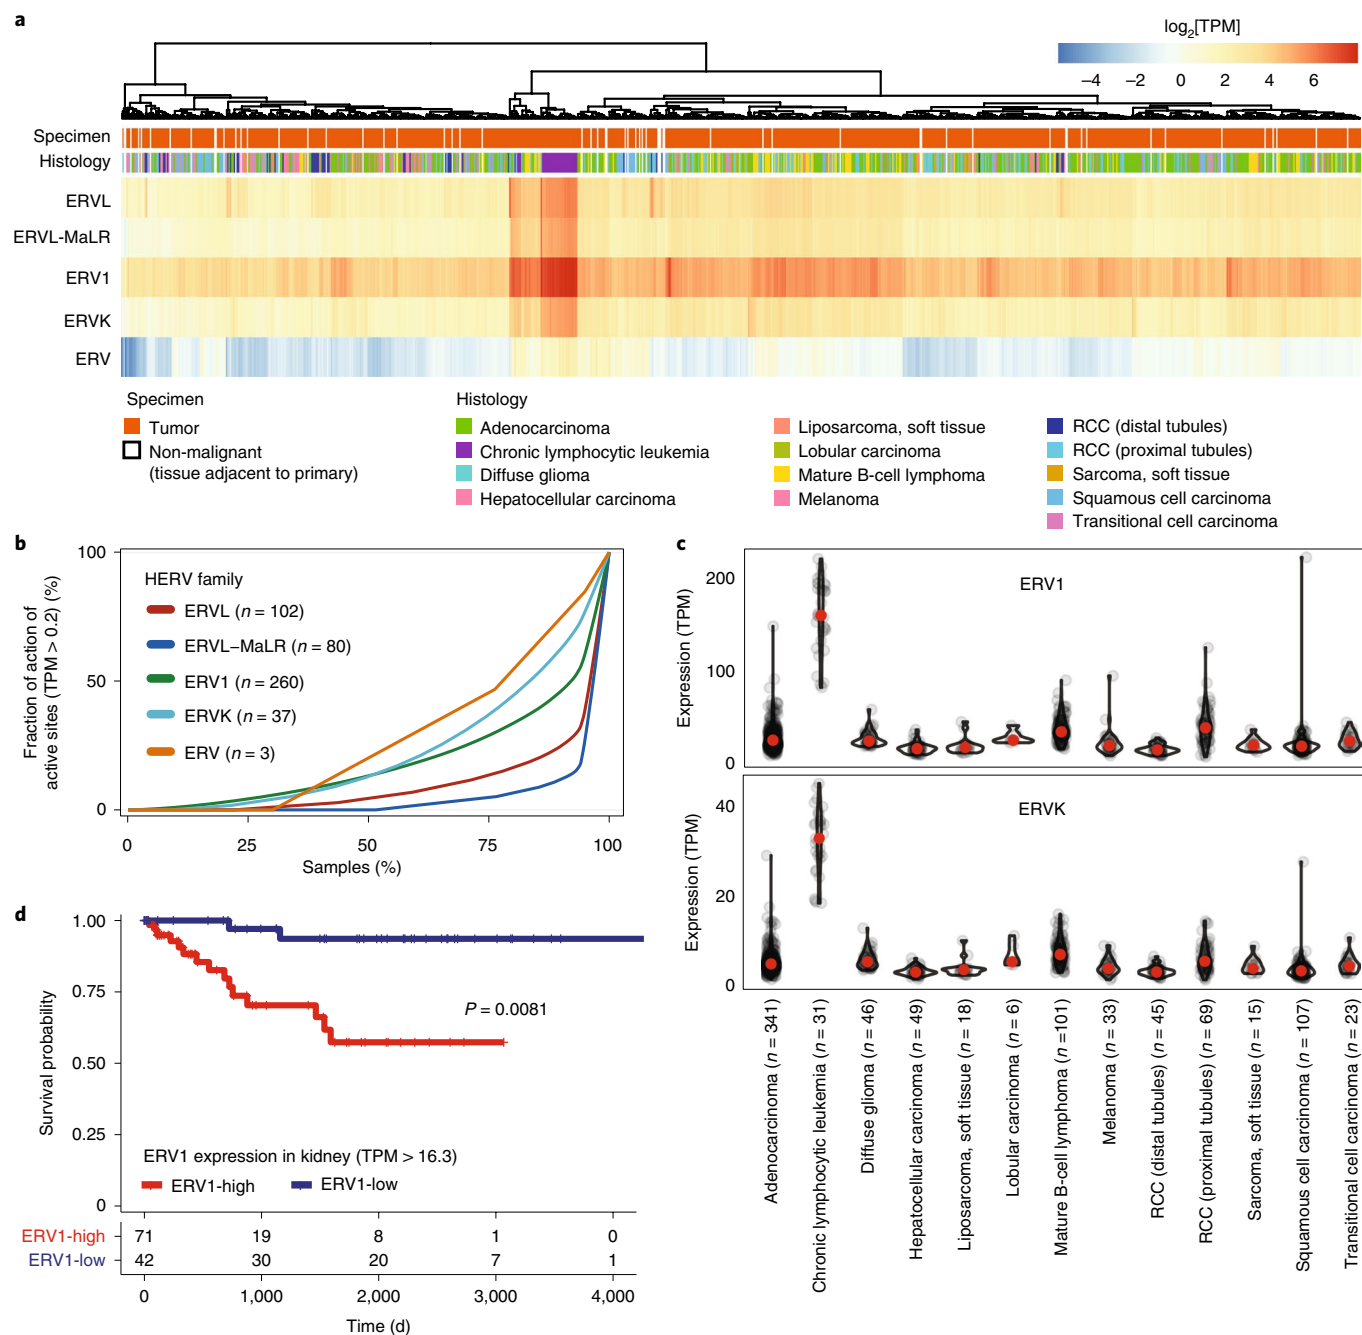 a
log2[TPM]
−4 −2 0 2 4 6
Specimen
Histology
ERVL
ERVL-MaLR
ERV1
ERVK
ERV
Specimen
Tumor
Non-malignant
(tissue adjacent to primary)
Histology
Adenocarcinoma
Chronic lymphocytic leukemia
Diffuse glioma
Hepatocellular carcinoma
Liposarcoma, soft tissue
Lobular carcinoma
Mature B-cell lymphoma
Melanoma
RCC (distal tubules)
RCC (proximal tubules)
Sarcoma, soft tissue
Squamous cell carcinoma
Transitional cell carcinoma
b
Fraction of action of
active sites (TPM > 0.2) (%)
100
50
0
HERV family
ERVL (n = 102)
ERVL−MaLR (n = 80)
ERV1 (n = 260)
ERVK (n = 37)
ERV (n = 3)
0 25 50 75 100
Samples (%)
c
Expression (TPM)
200
100
0
ERV1
Expression (TPM)
40
20
0
ERVK
Adenocarcinoma (n = 341)
Chronic lymphocytic leukemia (n = 31)
Diffuse glioma (n = 46)
Hepatocellular carcinoma (n = 49)
Liposarcoma, soft tissue (n = 18)
Lobular carcinoma (n = 6)
Mature B-cell lymphoma (n =101)
Melanoma (n = 33)
RCC (distal tubules) (n = 45)
RCC (proximal tubules) (n = 69)
Sarcoma, soft tissue (n = 15)
Squamous cell carcinoma (n = 107)
Transitional cell carcinoma (n = 23)
d
Survival probability
1.00
0.75
0.50
0.25
0
P = 0.0081
ERV1 expression in kidney (TPM > 16.3)
ERV1-high ERV1-low
ERV1-high 71 19 8 1 0
ERV1-low 42 30 20 7 1
0 1,000 2,000 3,000 4,000
Time (d)